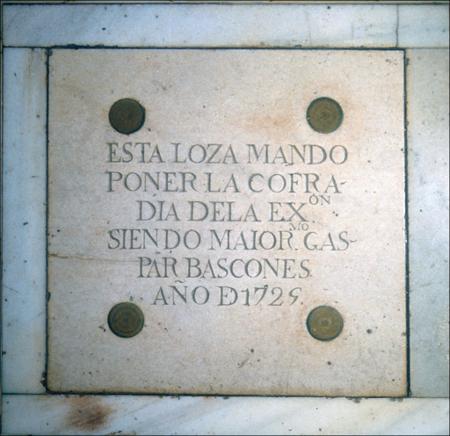 ESTA LOZA MANDO
PONER LA COFRA-
DIA DELA EX.ON
SIENDO MAIOR.MO GAS-
PAR BASCONES.
AÑO D 1729.